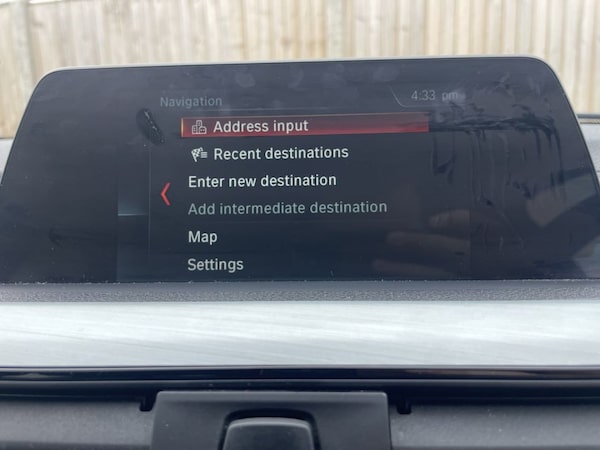 Navigation
4:33 pm
Address input
Recent destinations
Enter new destination
Add intermediate destination
Map
Settings